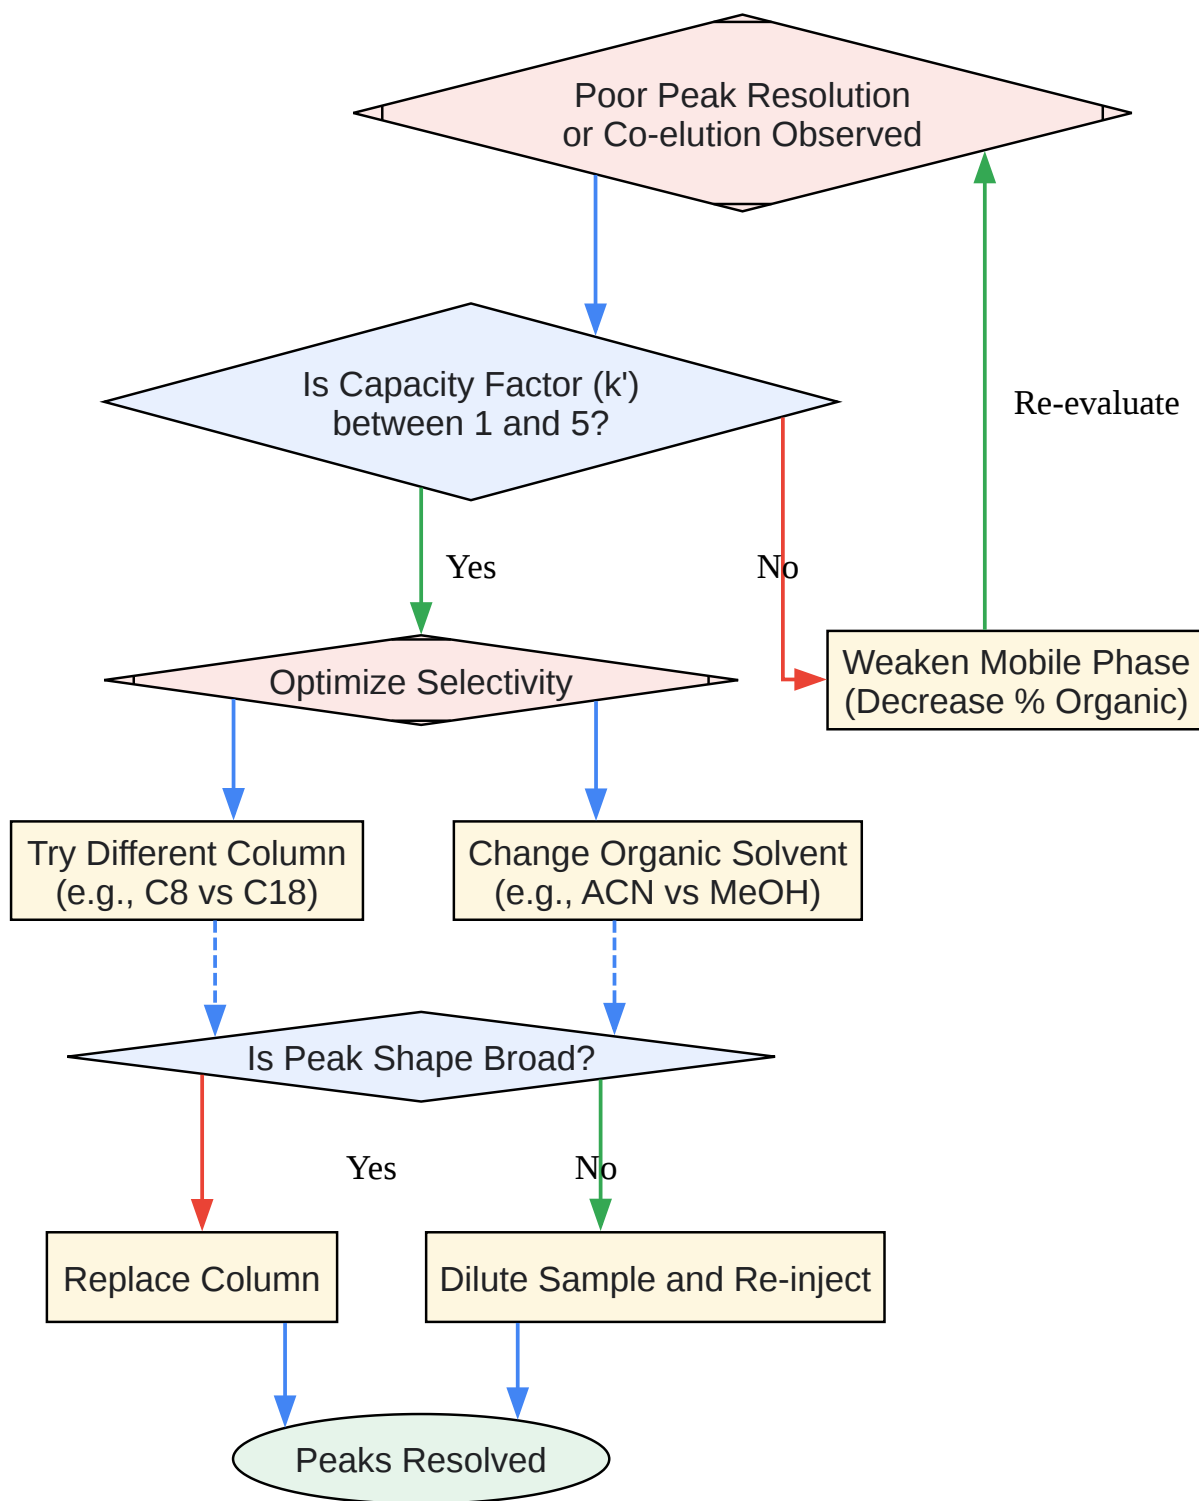 Poor Peak Resolution
or Co-elution Observed
Is Capacity Factor (k')
between 1 and 5?
Re-evaluate
Yes
No
Weaken Mobile Phase
(Decrease % Organic)
Optimize Selectivity
Try Different Column
(e.g., C8 vs C18)
Change Organic Solvent
(e.g., ACN vs MeOH)
Is Peak Shape Broad?
Yes
No
Replace Column
Dilute Sample and Re-inject
Peaks Resolved